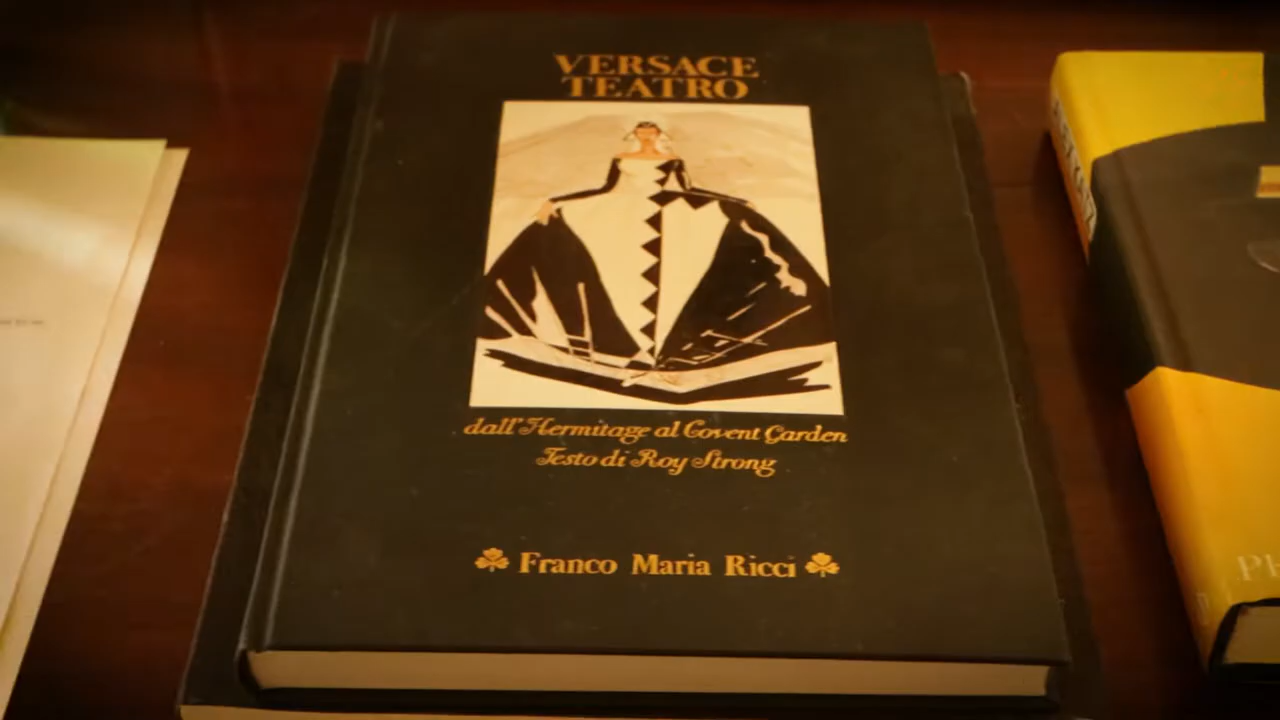 VERSACE
TEATRO
dall'Hermitage al Covent Garden
Testo di Roy Strong
Franco Maria Ricci